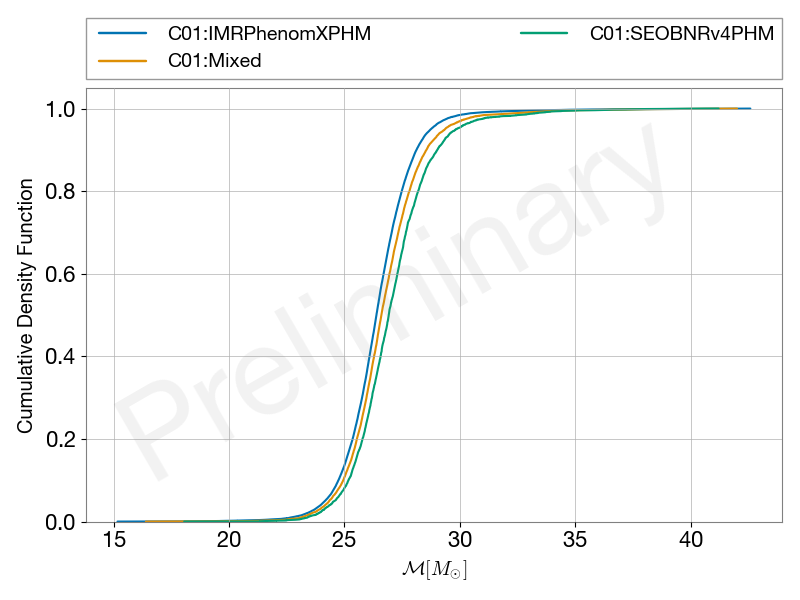 C01:IMRPhenomXPHM
C01:Mixed
C01:SEOBNRv4PHM
Cumulative Density Function
1.0
0.8
0.6
0.4
0.2
0.0
Preliminary
15 20 25 30 35 40
ℳ[M⊙]